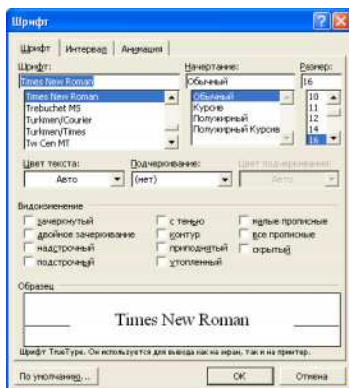 Шрифт
Шрифт Интервал Анимация
Шрифт: Начертание: Размер:
Times New Roman Обычный 16
Times New Roman Обычный 10
Trebuchet MS Курсив 11
Turkmen/Courier Полужирный 12
Turkmen/Times Полужирный Курсив 14
Tw Cen MT 16
Цвет текста: Подчеркивание: Цвет подчеркивания:
Авто (нет) Авто
Видоизменение
зачеркнутый с тенью малые прописные
двойное зачеркивание контур все прописные
надстрочный приподнятый скрытый
подстрочный утопленный
Образец
Times New Roman
Шрифт TrueType. Он используется для вывода как на экран, так и на принтер.
По умолчанию... ОК Отмена